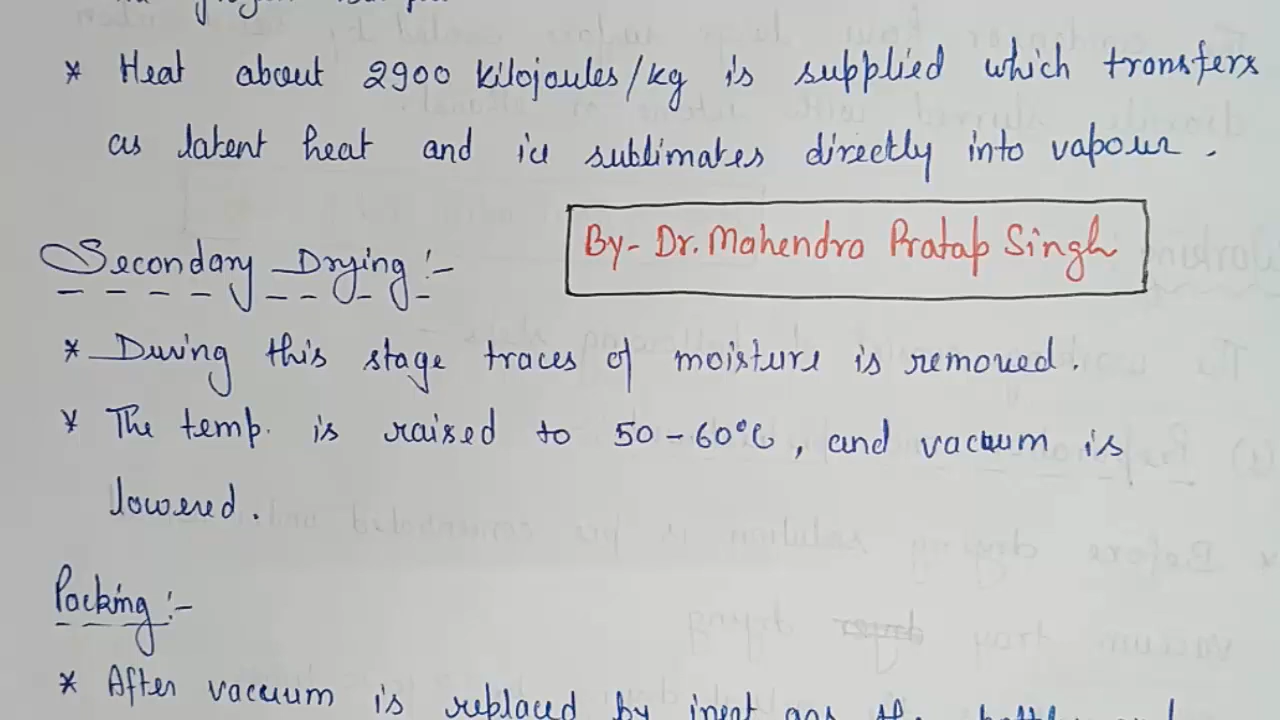 * Heat about 2900 kilojoules/kg is supplied which transfers
as latent heat and ice sublimates directly into vapour.
By- Dr. Mahendra Pratap Singh
Secondary Drying :-
* During this stage traces of moisture is removed.
* The temp. is raised to 50-60°C, and vacuum is
lowered.
Packing :-
* After vacuum is replaced by inert gas the